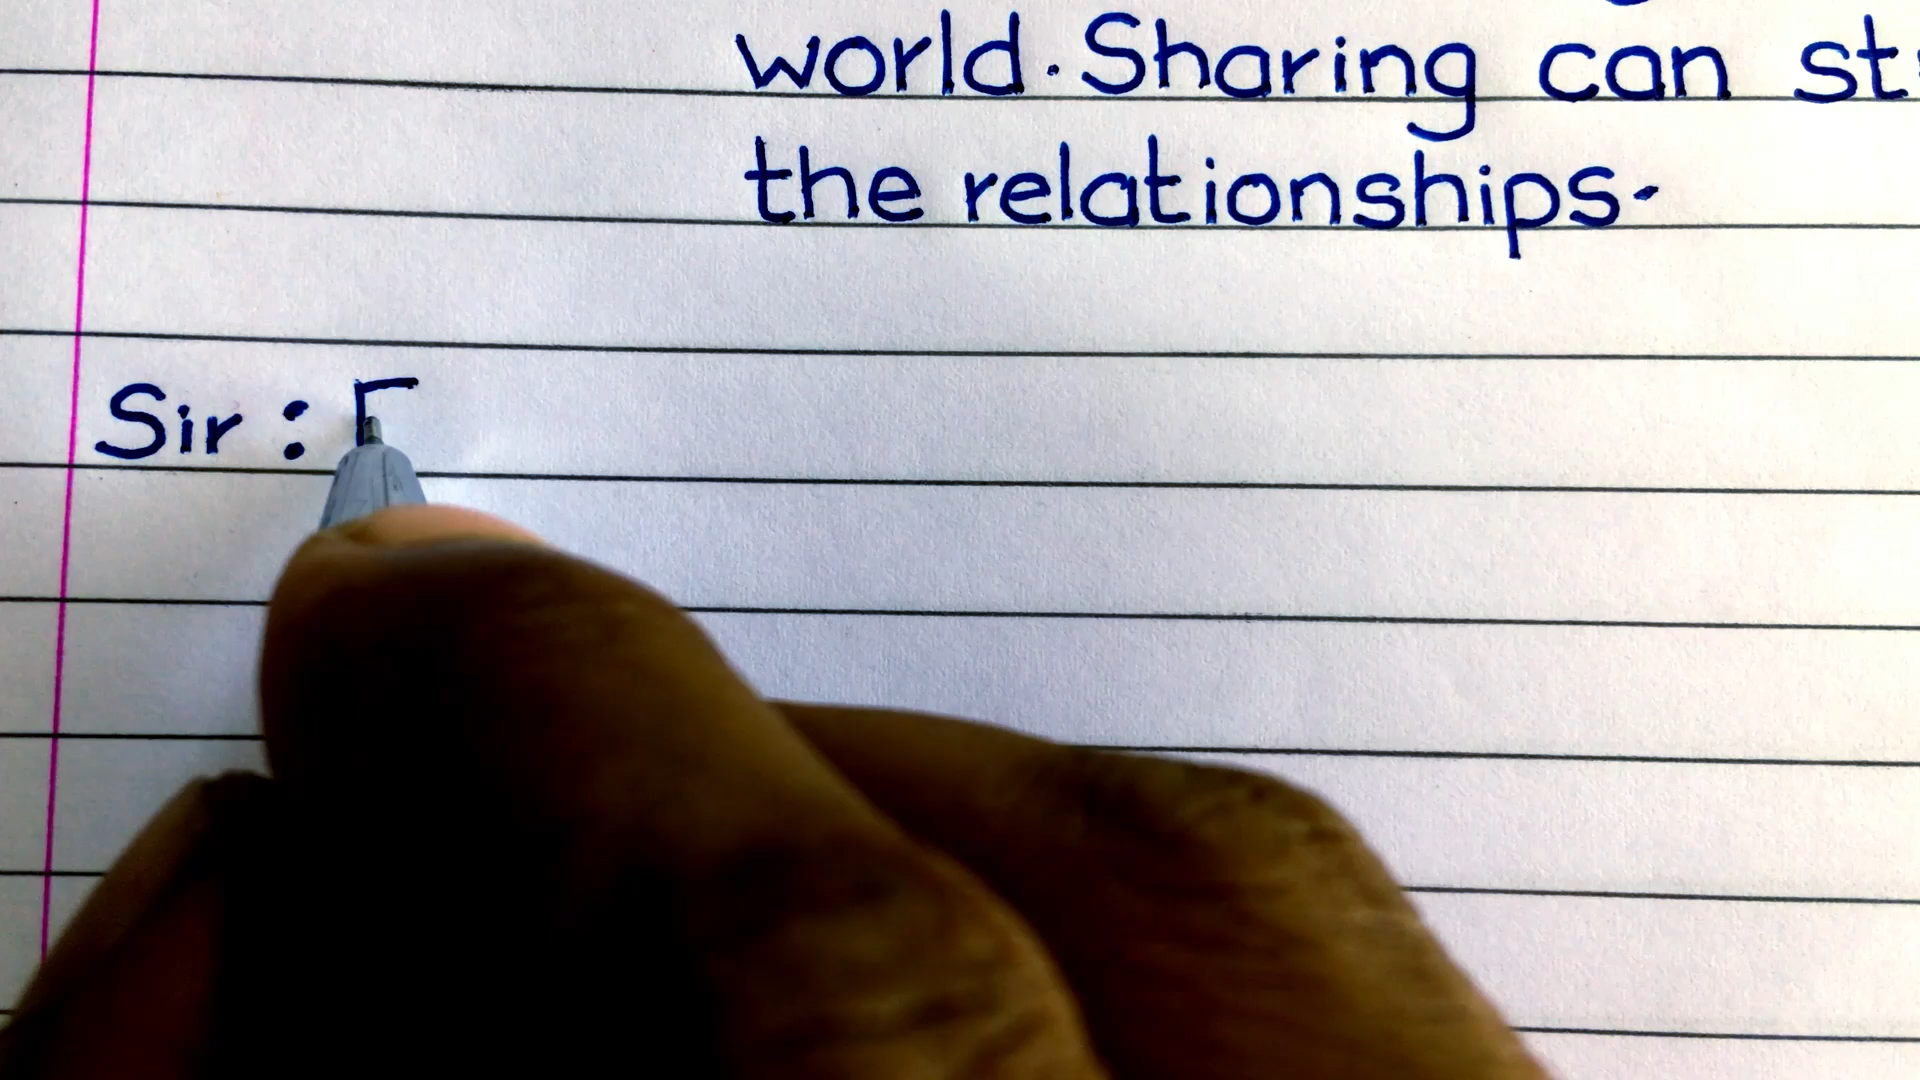 world. Sharing can st
the relationships.
Sir :